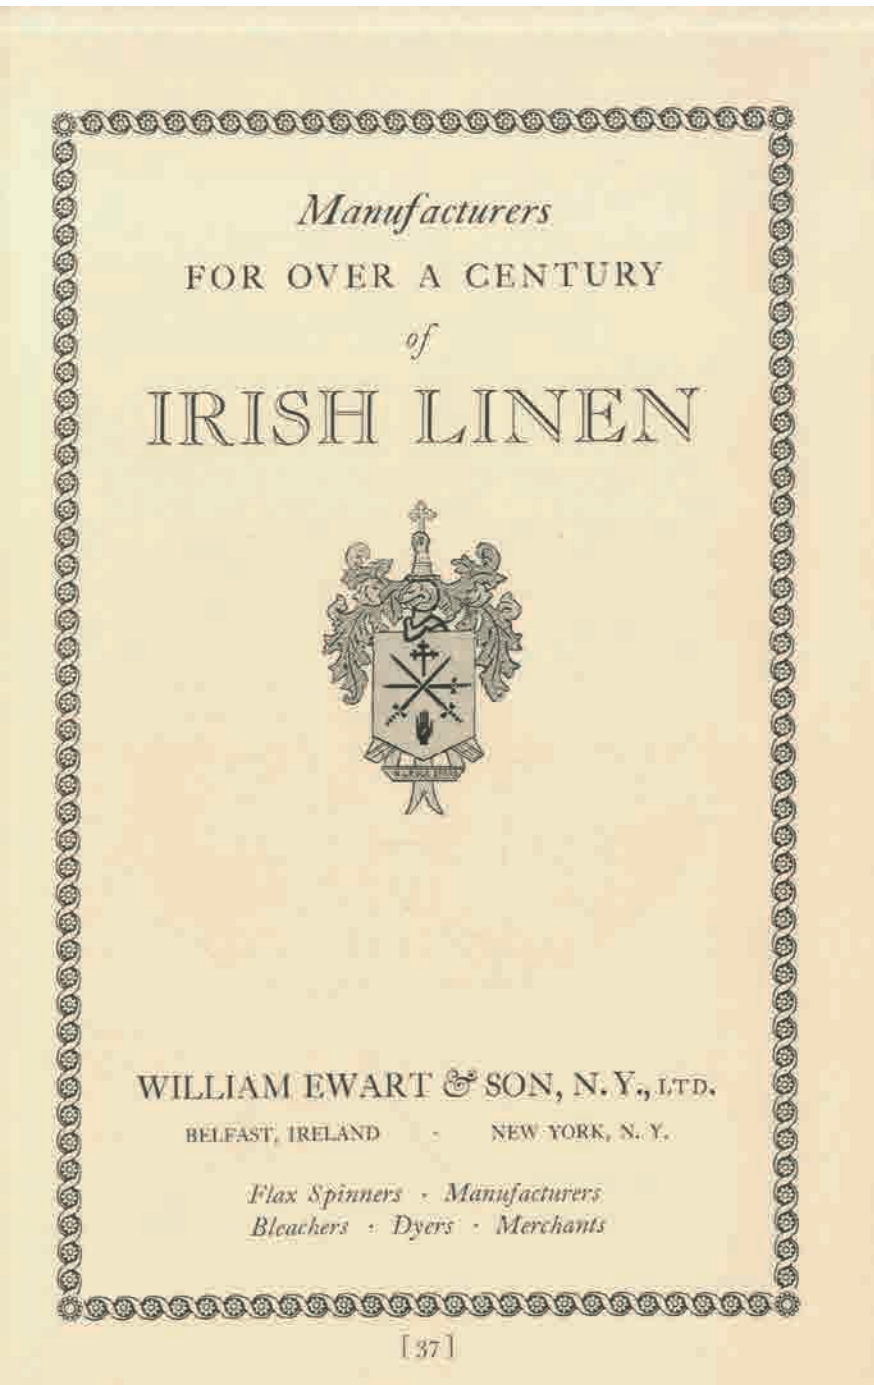 Manufacturers
FOR OVER A CENTURY
of
IRISH LINEN
WILLIAM EWART & SON, N. Y., LTD.
BELFAST, IRELAND · NEW YORK, N. Y.
Flax Spinners · Manufacturers
Bleachers · Dyers · Merchants
[ 37 ]